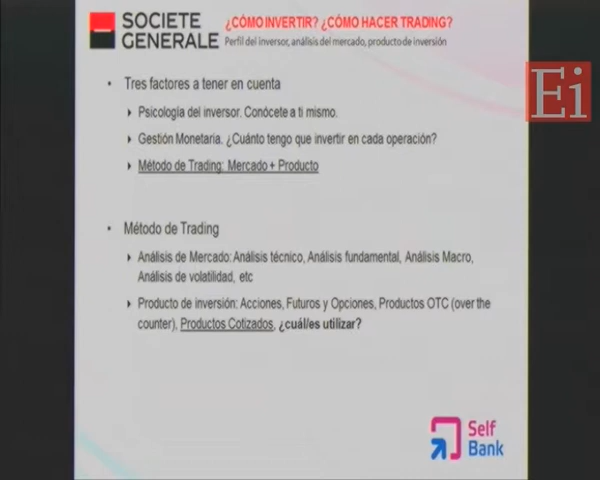 SOCIETE GENERALE
¿CÓMO INVERTIR? ¿CÓMO HACER TRADING?
Perfil del inversor, análisis del mercado, producto de inversión
Ei
• Tres factores a tener en cuenta
Psicología del inversor. Conócete a ti mismo.
Gestión Monetaria. ¿Cuánto tengo que invertir en cada operación?
Método de Trading: Mercado + Producto
• Método de Trading
Análisis de Mercado: Análisis técnico, Análisis fundamental, Análisis Macro,
Análisis de volatilidad, etc
Producto de inversión: Acciones, Futuros y Opciones, Productos OTC (over the
counter), Productos Cotizados, ¿cuál/es utilizar?
Self
Bank